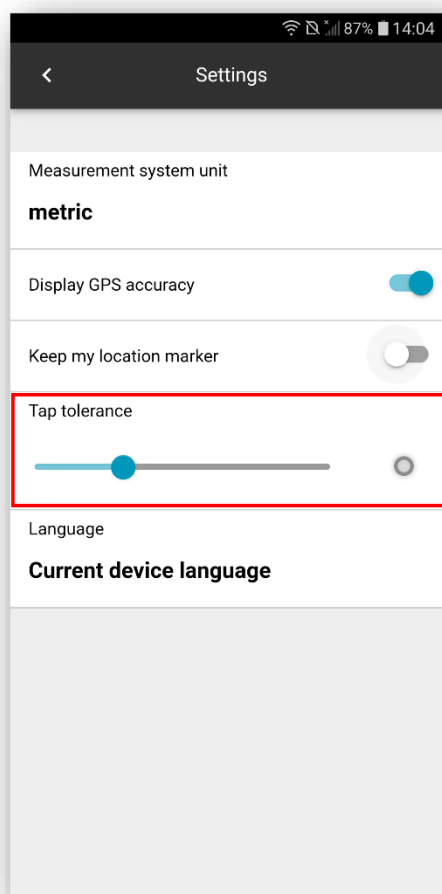 87% 14:04
Settings
Measurement system unit
metric
Display GPS accuracy
Keep my location marker
Tap tolerance
Language
Current device language